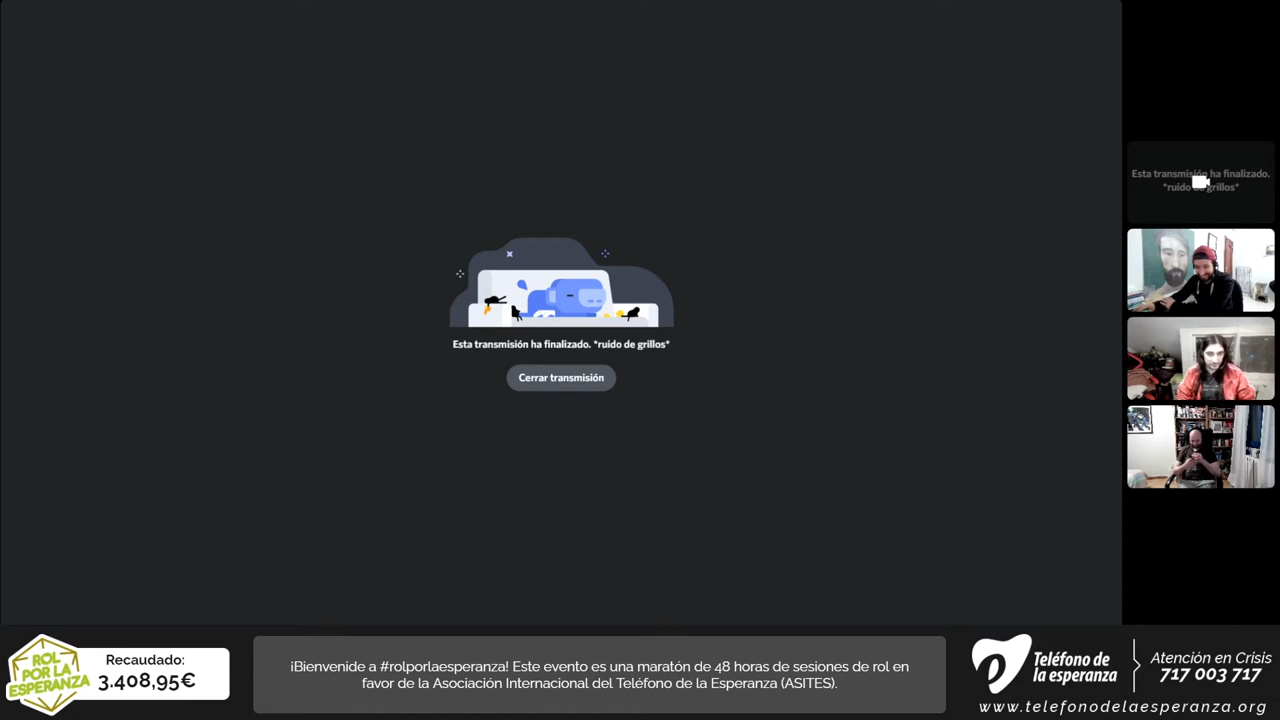 Esta transmisión ha finalizado.
*ruido de grillos*
Esta transmisión ha finalizado. *ruido de grillos*
Cerrar transmisión
ROL
POR LA
ESPERANZA
Recaudado:
3.408,95€
¡Bienvenide a #rolporlaesperanza! Este evento es una maratón de 48 horas de sesiones de rol en
favor de la Asociación Internacional del Teléfono de la Esperanza (ASITES).
Teléfono de
la esperanza
Atención en Crisis
717 003 717
www.telefonodelaesperanza.org